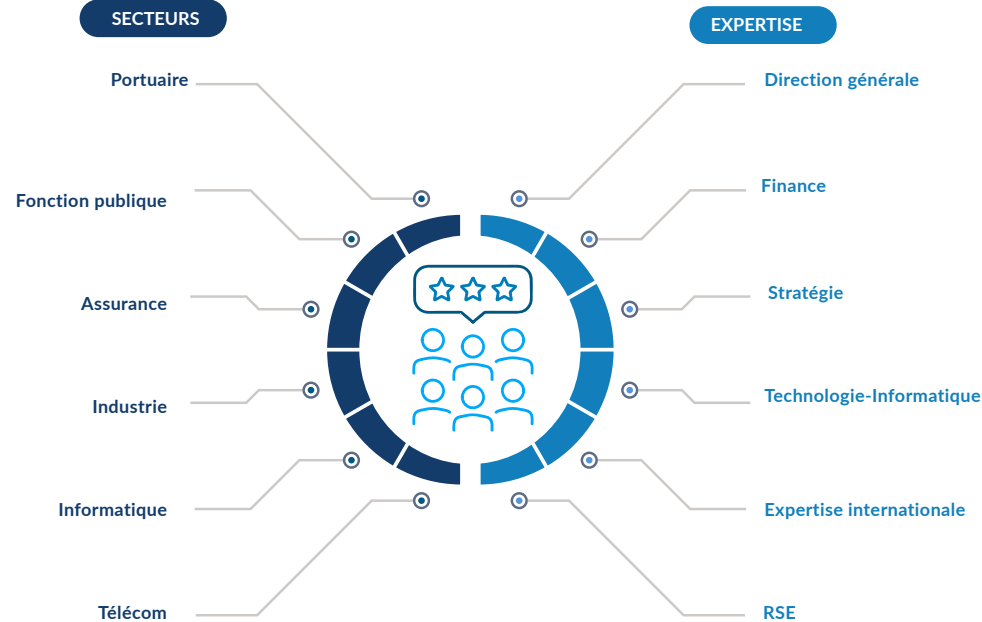 SECTEURS
Portuaire
Fonction publique
Assurance
Industrie
Informatique
Télécom
EXPERTISE
Direction générale
Finance
Stratégie
Technologie-Informatique
Expertise internationale
RSE